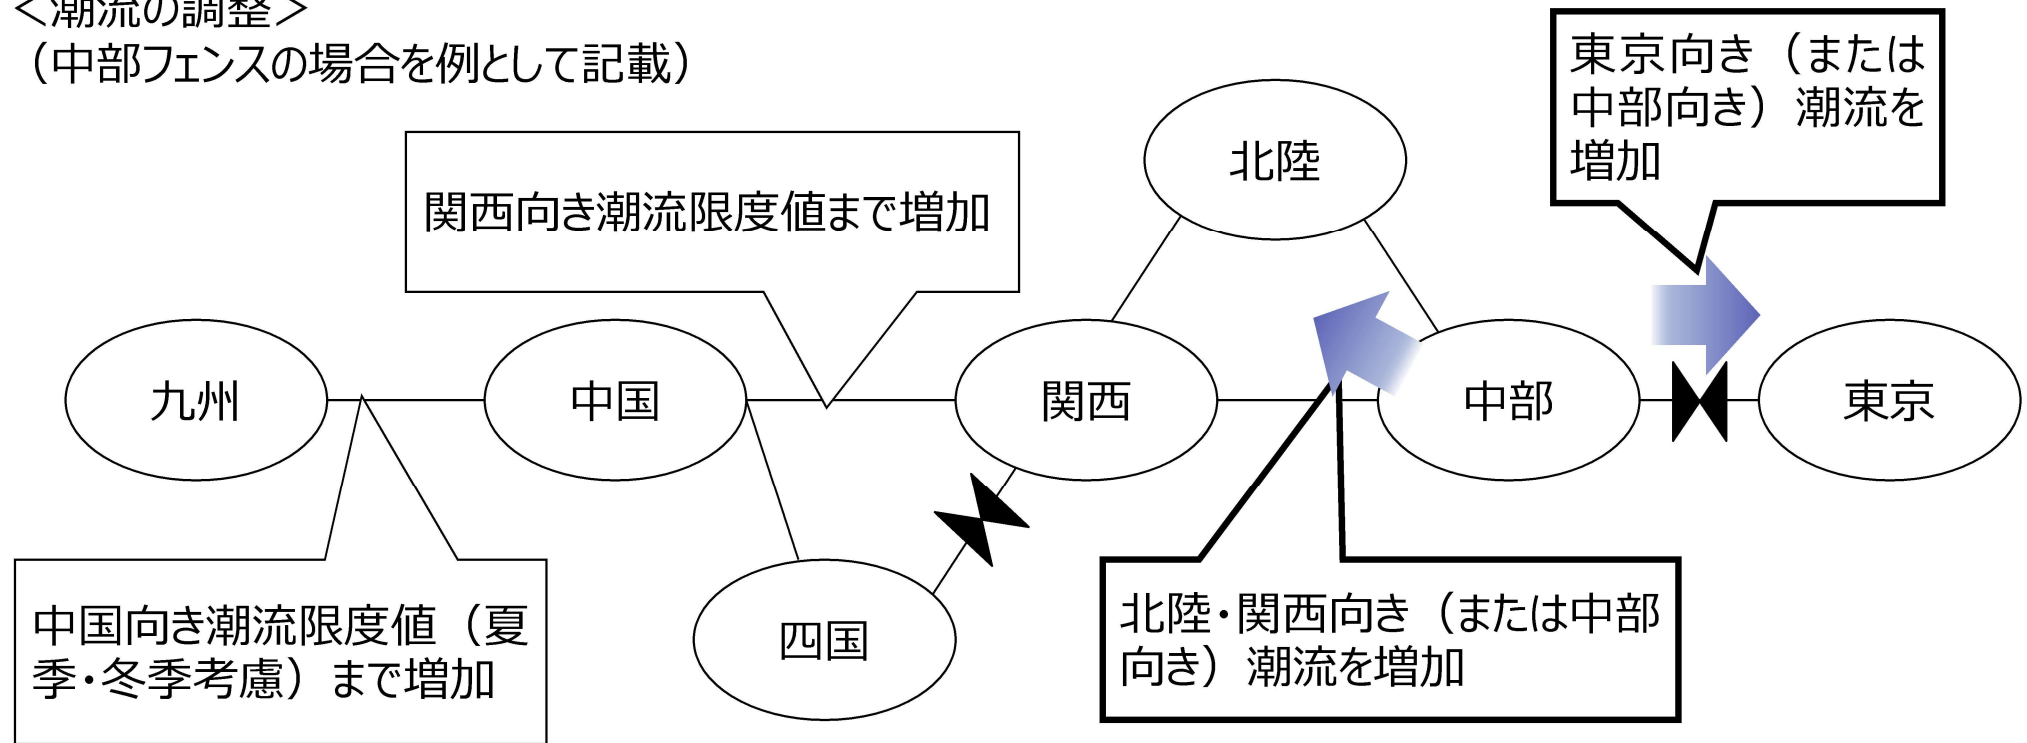 ＜潮流の調整＞
（中部フェンスの場合を例として記載）
東京向き（または
中部向き）潮流を
増加
北陸
関西向き潮流限度値まで増加
九州
中国
関西
中部
東京
四国
中国向き潮流限度値（夏
季・冬季考慮）まで増加
北陸・関西向き（または中部
向き）潮流を増加